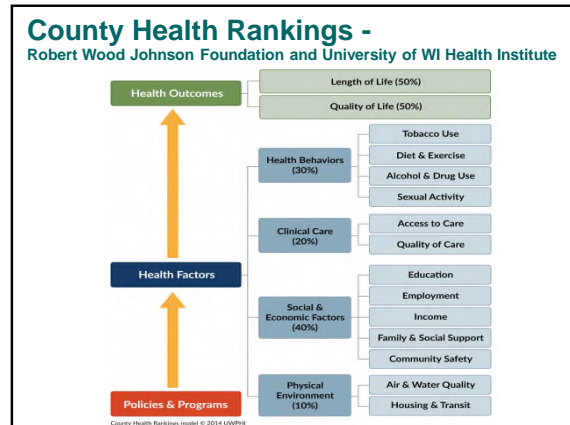 County Health Rankings -
Robert Wood Johnson Foundation and University of WI Health Institute
Health Outcomes
Length of Life (50%)
Quality of Life (50%)
Health Factors
Health Behaviors
(30%)
Tobacco Use
Diet & Exercise
Alcohol & Drug Use
Sexual Activity
Clinical Care
(20%)
Access to Care
Quality of Care
Social &
Economic Factors
(40%)
Education
Employment
Income
Family & Social Support
Community Safety
Physical
Environment
(10%)
Air & Water Quality
Housing & Transit
Policies & Programs
County Health Rankings model © 2014 UWPHI